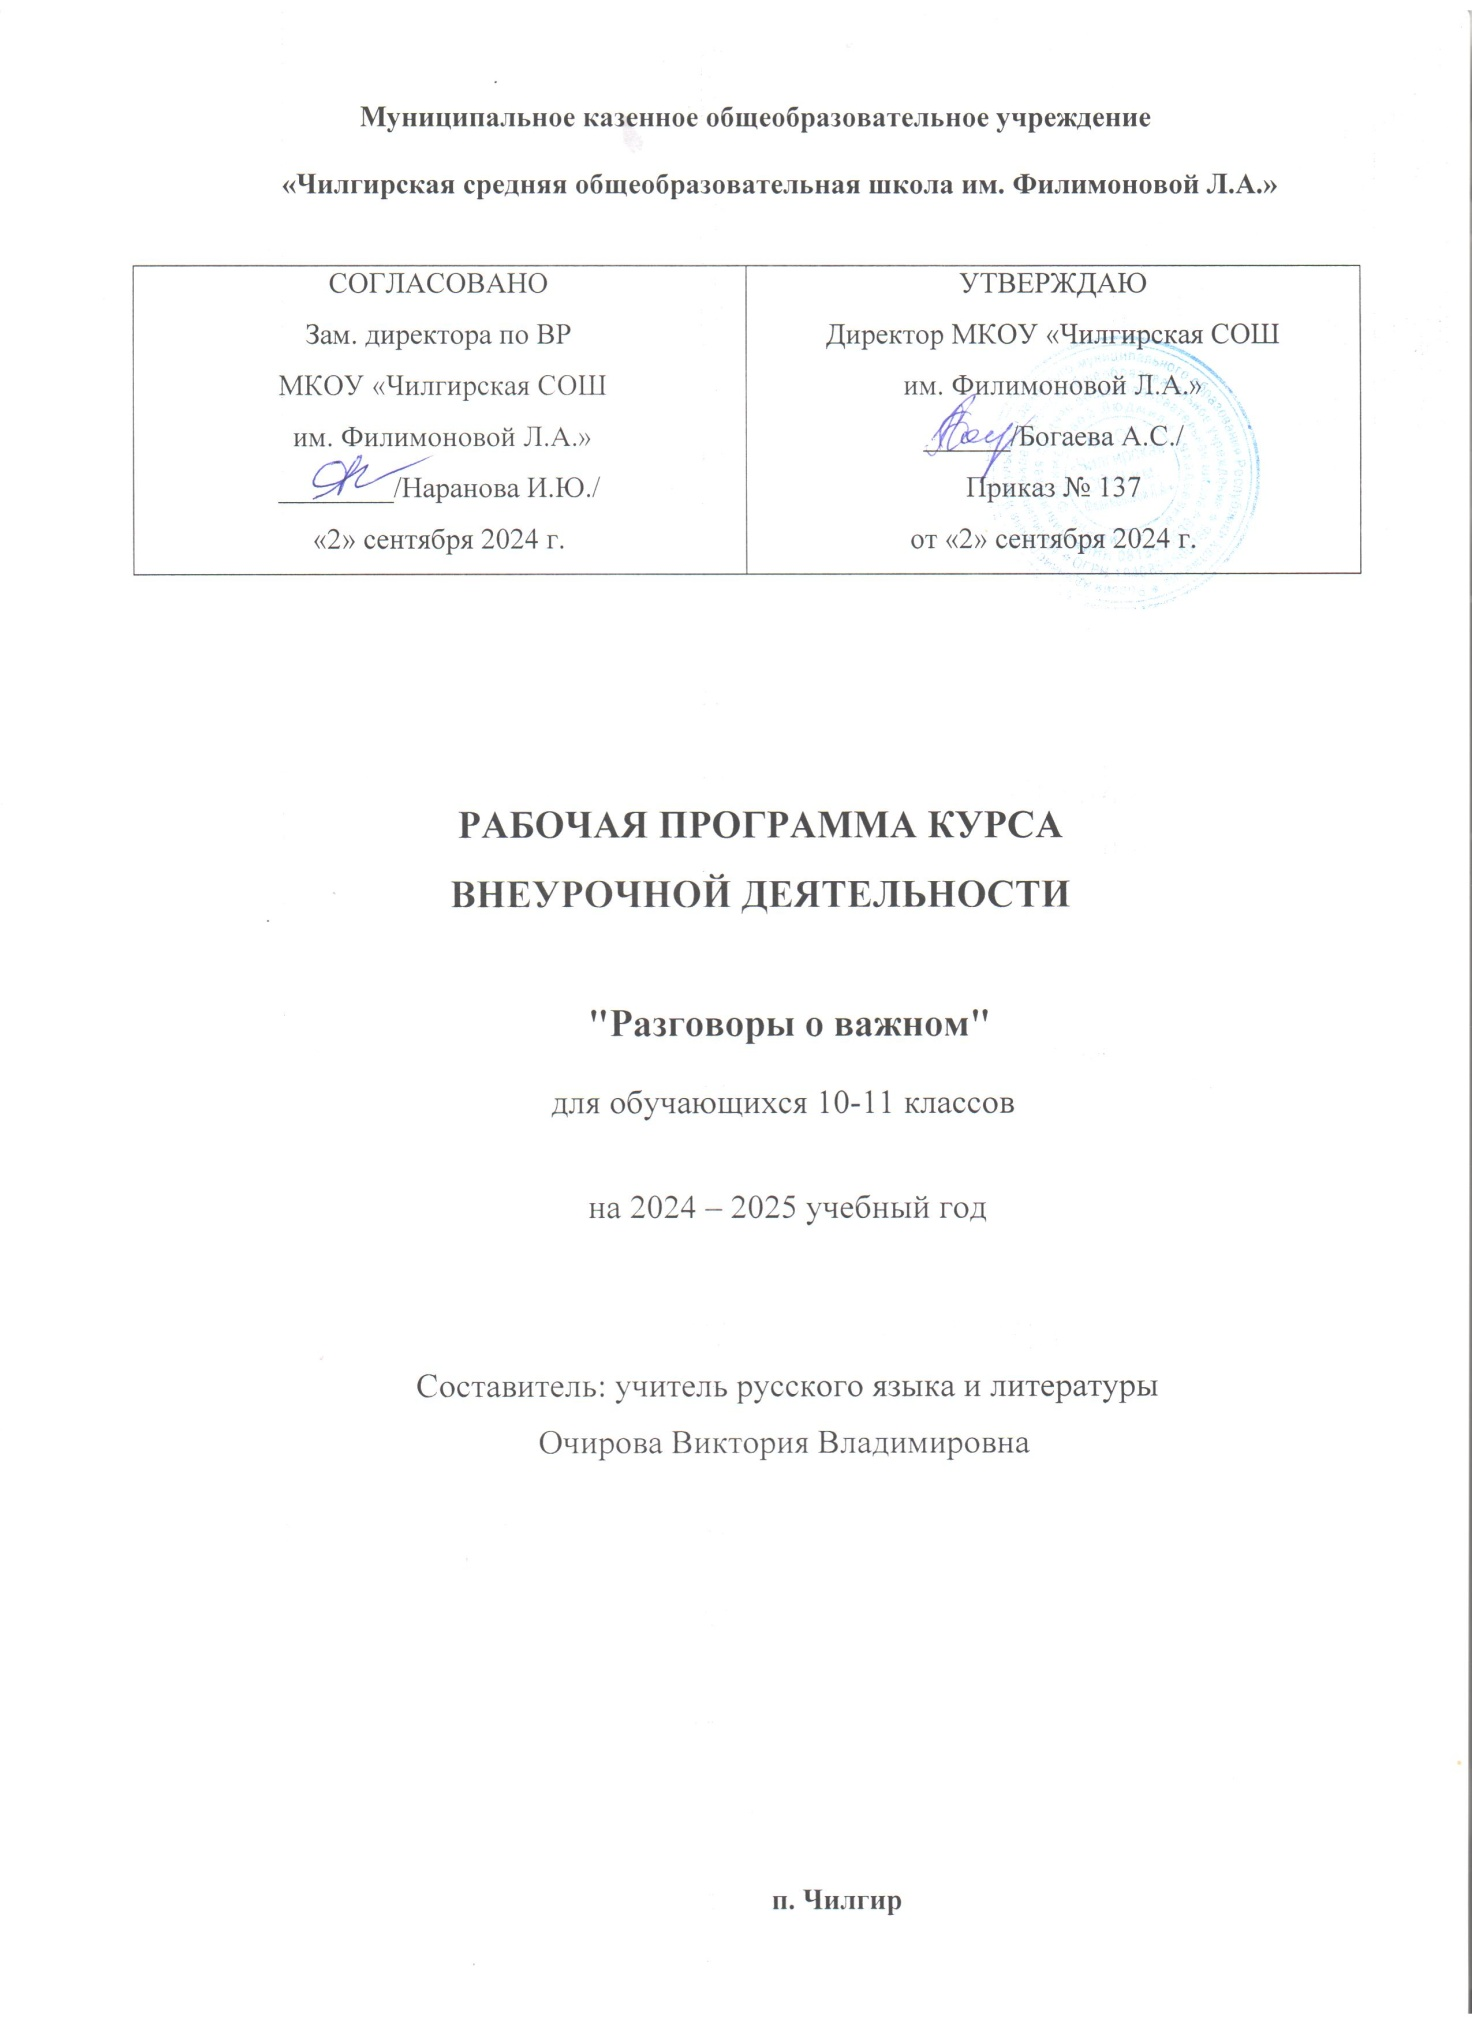 Муниципальное казенное общеобразовательное учреждение
«Чилгирская средняя общеобразовательная школа им. Филимоновой Л.А.»
СОГЛАСОВАНО
Зам. директора по ВР
МКОУ «Чилгирская СОШ
им. Филимоновой Л.А.»
________/Наранова И.Ю./
«2» сентября 2024 г.
УТВЕРЖДАЮ
Директор МКОУ «Чилгирская СОШ
им. Филимоновой Л.А.»
______/Богаева А.С./
Приказ № 137
от «2» сентября 2024 г.
РАБОЧАЯ ПРОГРАММА КУРСА
ВНЕУРОЧНОЙ ДЕЯТЕЛЬНОСТИ
"Разговоры о важном"
для обучающихся 10-11 классов
на 2024 – 2025 учебный год
Составитель: учитель русского языка и литературы
Очирова Виктория Владимировна
п. Чилгир